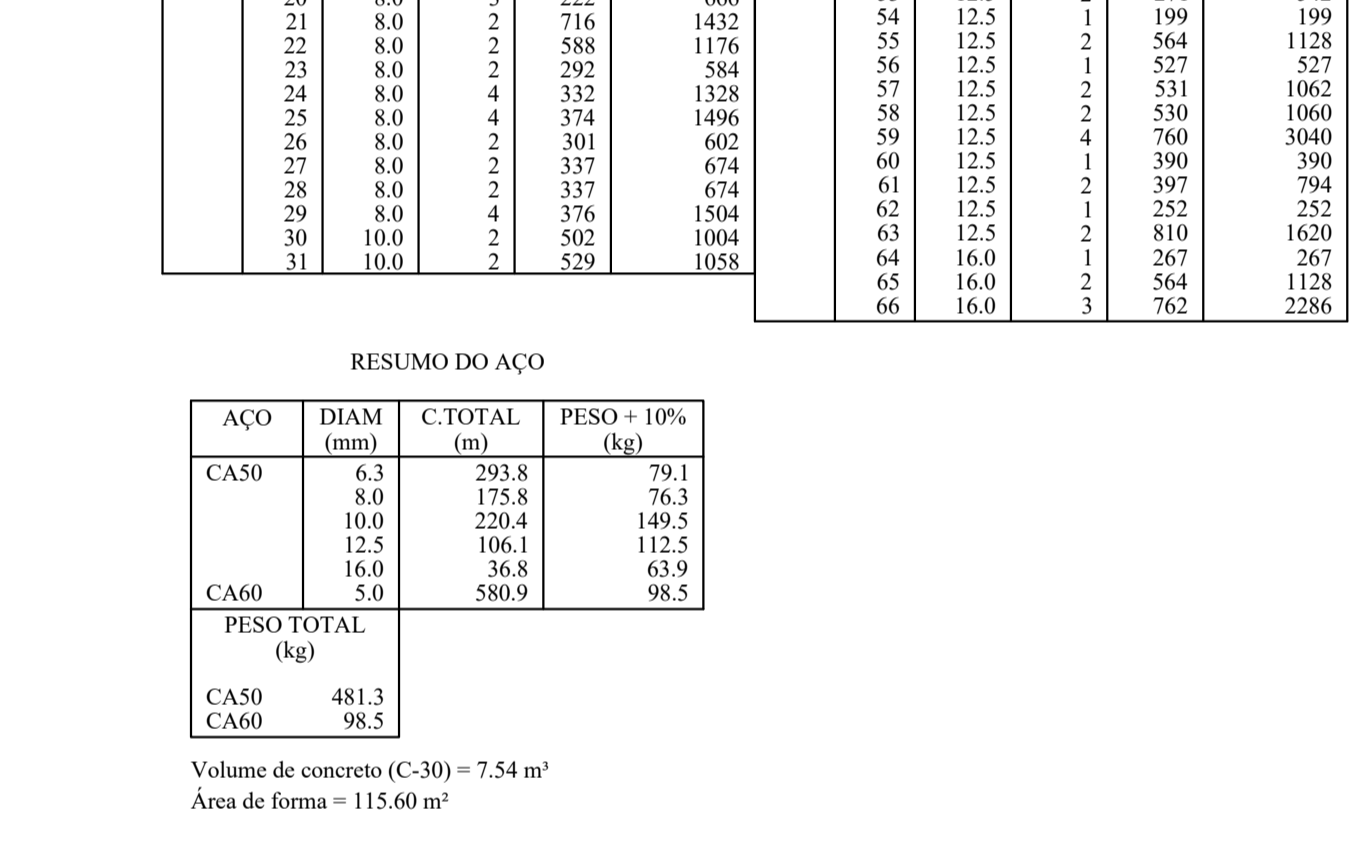 21 8.0 2 716 1432
22 8.0 2 588 1176
23 8.0 2 292 584
24 8.0 4 332 1328
25 8.0 4 374 1496
26 8.0 2 301 602
27 8.0 2 337 674
28 8.0 2 337 674
29 8.0 4 376 1504
30 10.0 2 502 1004
31 10.0 2 529 1058
54 12.5 1 199 199
55 12.5 2 564 1128
56 12.5 1 527 527
57 12.5 2 531 1062
58 12.5 2 530 1060
59 12.5 4 760 3040
60 12.5 1 390 390
61 12.5 2 397 794
62 12.5 1 252 252
63 12.5 2 810 1620
64 16.0 1 267 267
65 16.0 2 564 1128
66 16.0 3 762 2286
RESUMO DO AÇO
AÇO DIAM C.TOTAL PESO + 10%
(mm) (m) (kg)
CA50 6.3 293.8 79.1
8.0 175.8 76.3
10.0 220.4 149.5
12.5 106.1 112.5
16.0 36.8 63.9
CA60 5.0 580.9 98.5
PESO TOTAL
(kg)
CA50 481.3
CA60 98.5
Volume de concreto (C-30) = 7.54 m³
Área de forma = 115.60 m²